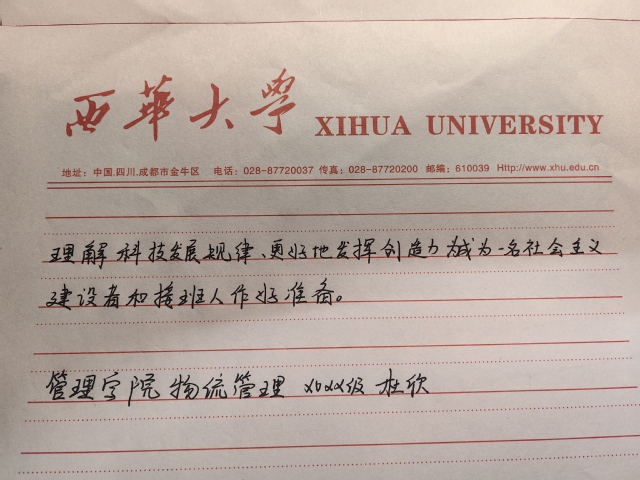 西華大學 XIHUA UNIVERSITY
地址：中国.四川.成都市金牛区 电话：028-87720037 传真：028-87720200 邮编：610039 Http://www.xhu.edu.cn
理解科技发展规律、更好地发挥创造力为成为一名社会主义
建设者和接班人作好准备。
管理学院 物流管理 级 杜欣